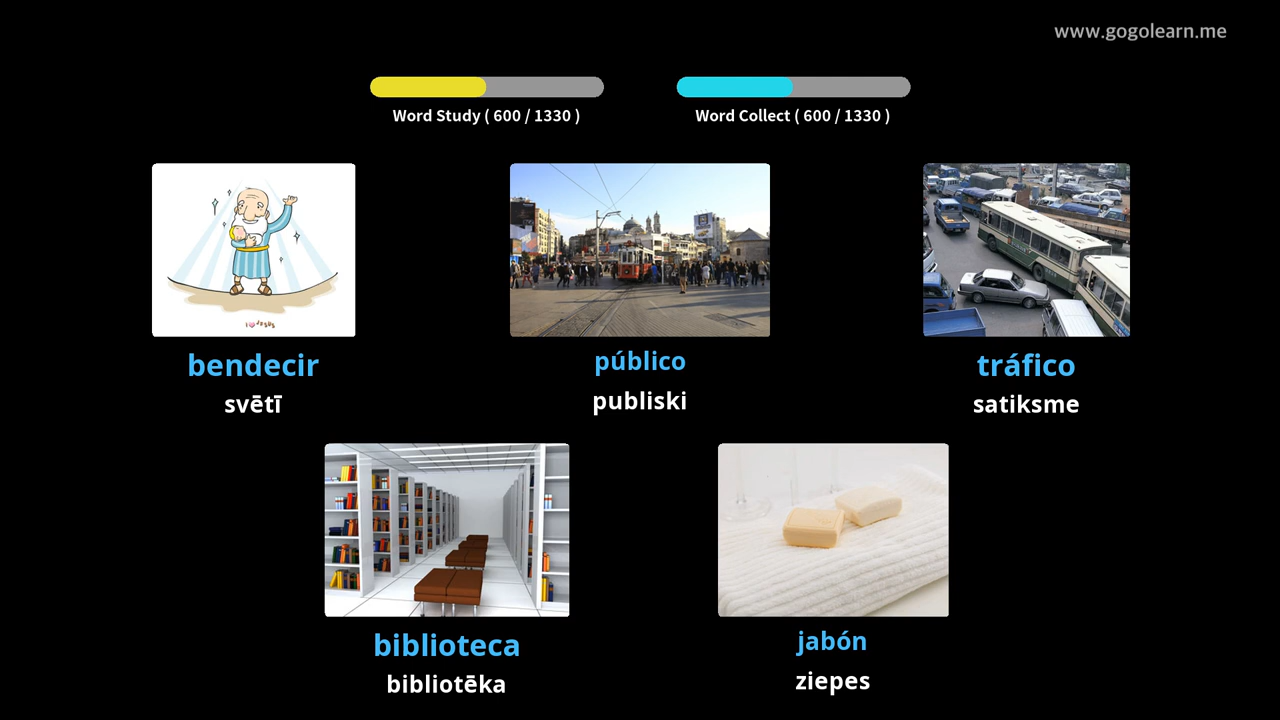 www.gogolearn.me
Word Study ( 600 / 1330 )
Word Collect ( 600 / 1330 )
I JESUS
bendecir
svētī
público
publiski
tráfico
satiksme
biblioteca
bibliotēka
jabón
ziepes